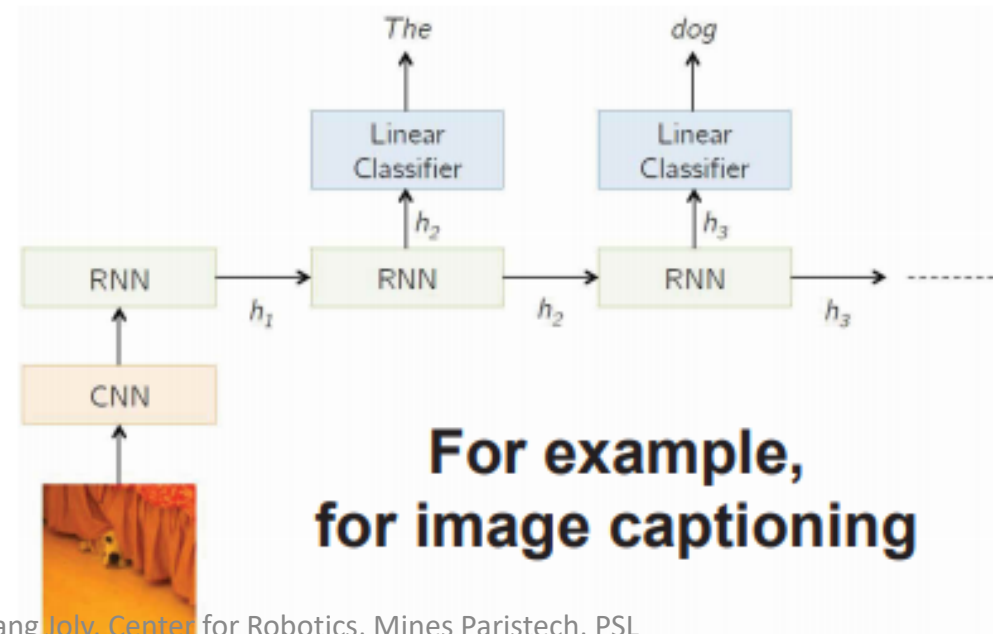 The
dog
Linear
Classifier
Linear
Classifier
h2
h3
RNN
RNN
RNN
h1
h2
h3
CNN
For example,
for image captioning
Joly, Center for Robotics, Mines Paristech, PSL